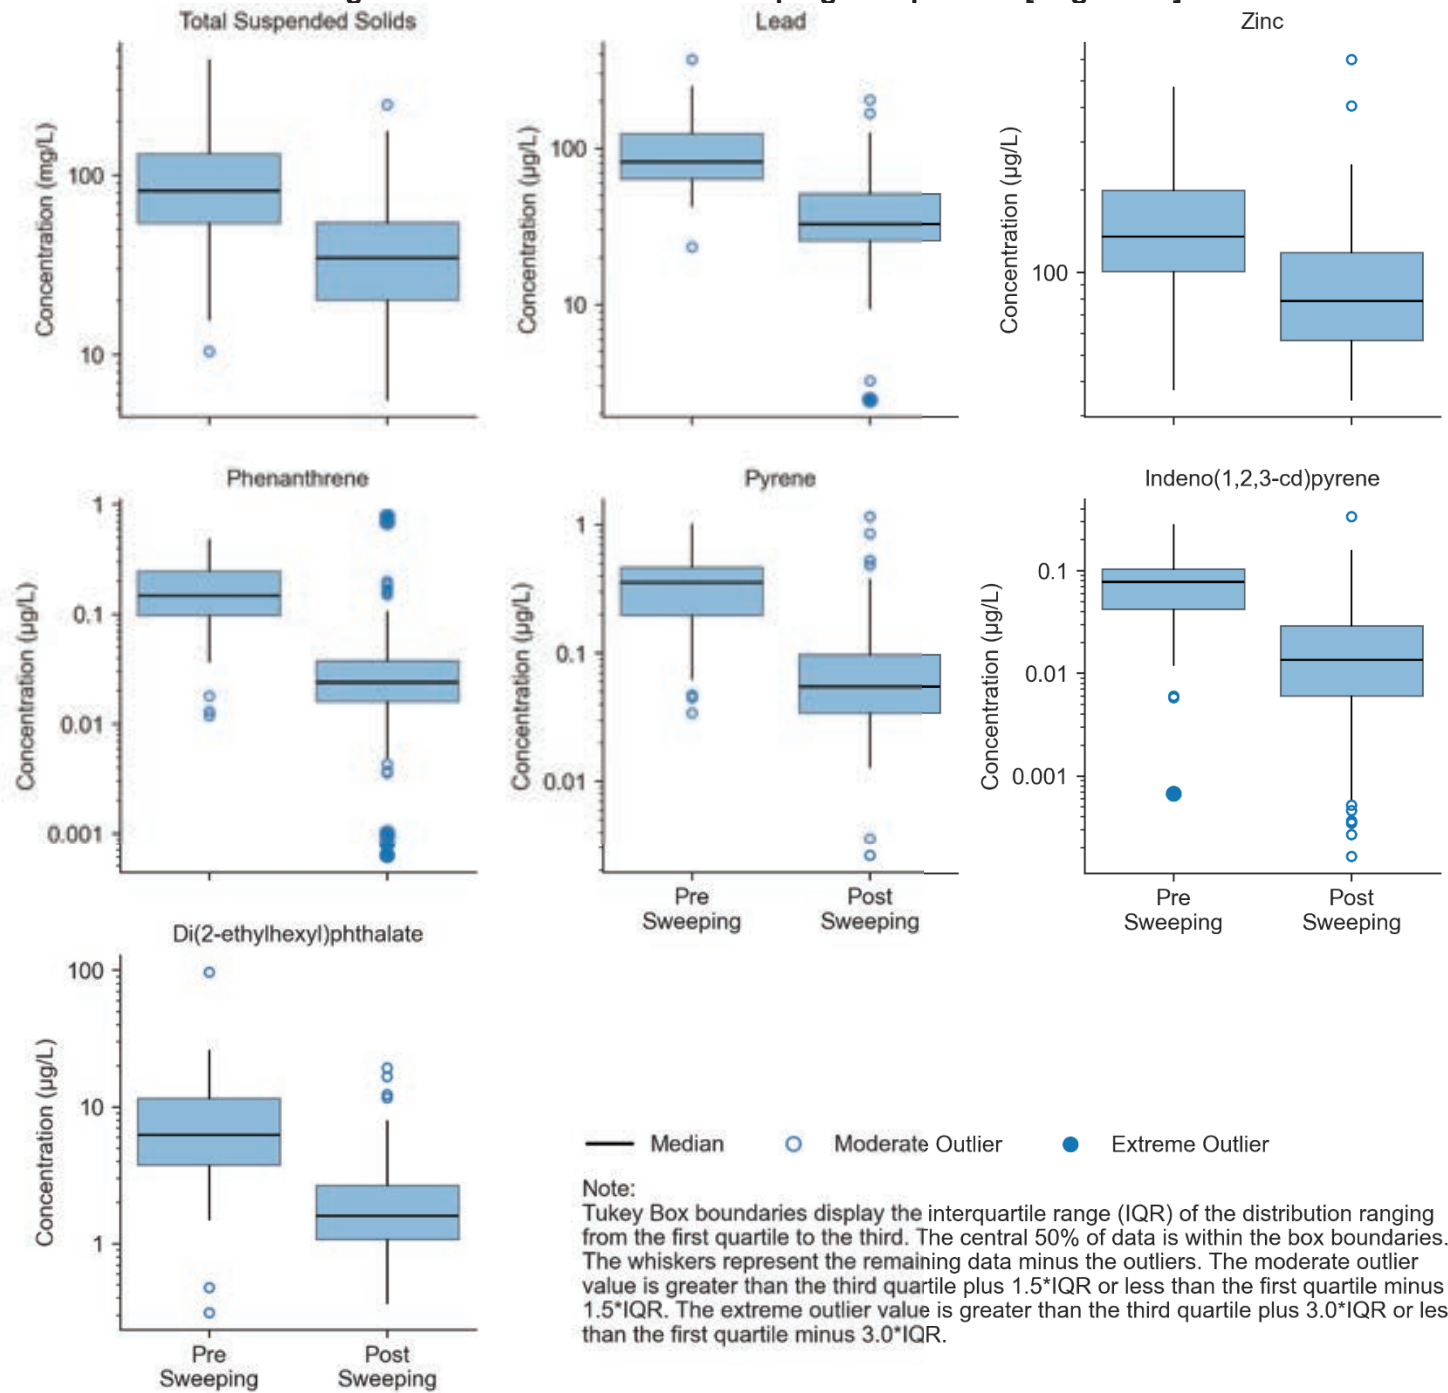 Total Suspended Solids
Lead
Zinc
Concentration (mg/L)
100
10
Concentration (µg/L)
100
10
Concentration (µg/L)
100
Phenanthrene
Pyrene
Indeno(1,2,3-cd)pyrene
Concentration (µg/L)
1
0.1
0.01
0.001
Concentration (µg/L)
1
0.1
0.01
Concentration (µg/L)
0.1
0.01
0.001
Pre
Sweeping
Post
Sweeping
Pre
Sweeping
Post
Sweeping
Di(2-ethylhexyl)phthalate
Concentration (µg/L)
100
10
1
Pre
Sweeping
Post
Sweeping
Median
Moderate Outlier
Extreme Outlier
Note:
Tukey Box boundaries display the interquartile range (IQR) of the distribution ranging
from the first quartile to the third. The central 50% of data is within the box boundaries.
The whiskers represent the remaining data minus the outliers. The moderate outlier
value is greater than the third quartile plus 1.5*IQR or less than the first quartile minus
1.5*IQR. The extreme outlier value is greater than the third quartile plus 3.0*IQR or les
than the first quartile minus 3.0*IQR.